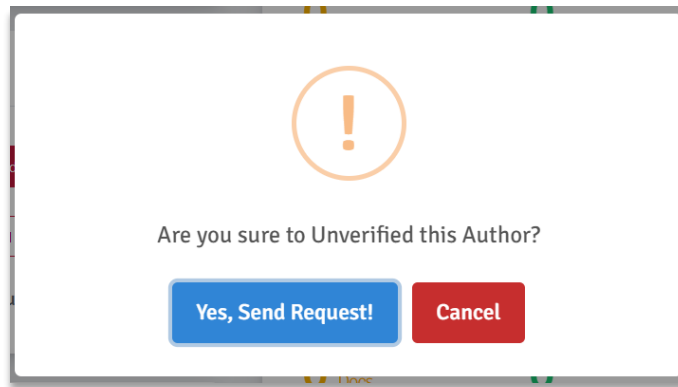 !
Are you sure to Unverified this Author?
Yes, Send Request!
Cancel